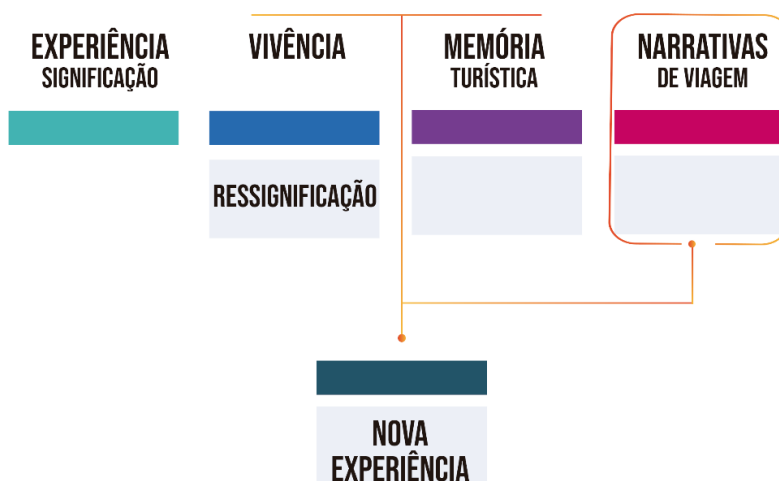 EXPERIÊNCIA
SIGNIFICAÇÃO
VIVÊNCIA
MEMÓRIA
TURÍSTICA
NARRATIVAS
DE VIAGEM
RESSIGNIFICAÇÃO
NOVA
EXPERIÊNCIA